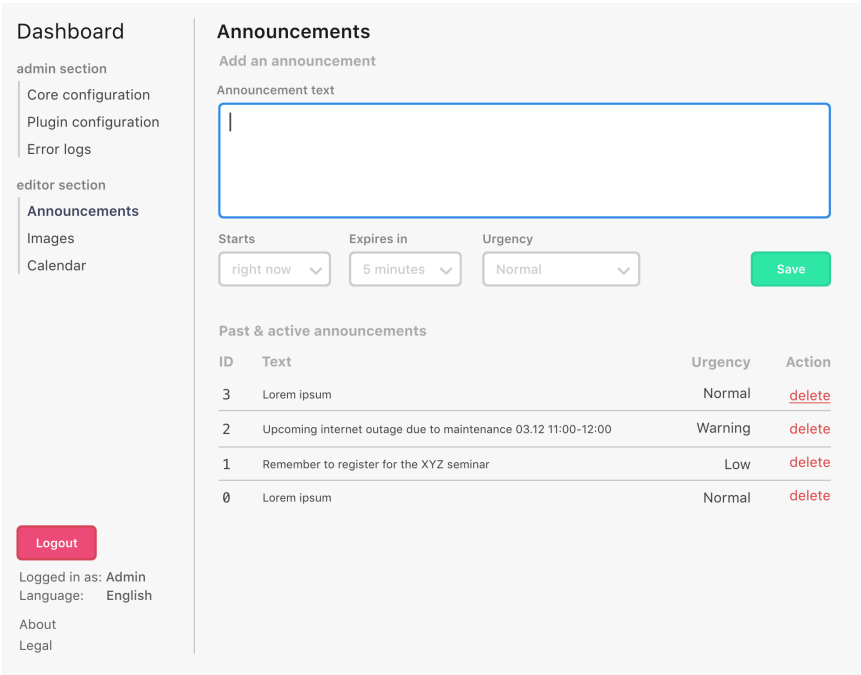 Dashboard
admin section
Core configuration
Plugin configuration
Error logs
editor section
Announcements
Images
Calendar
Logout
Logged in as: Admin
Language: English
About
Legal
Announcements
Add an announcement
Announcement text
Starts Expires in Urgency
right now 5 minutes Normal Save
Past & active announcements
ID Text Urgency Action
3 Lorem ipsum Normal delete
2 Upcoming internet outage due to maintenance 03.12 11:00-12:00 Warning delete
1 Remember to register for the XYZ seminar Low delete
0 Lorem ipsum Normal delete